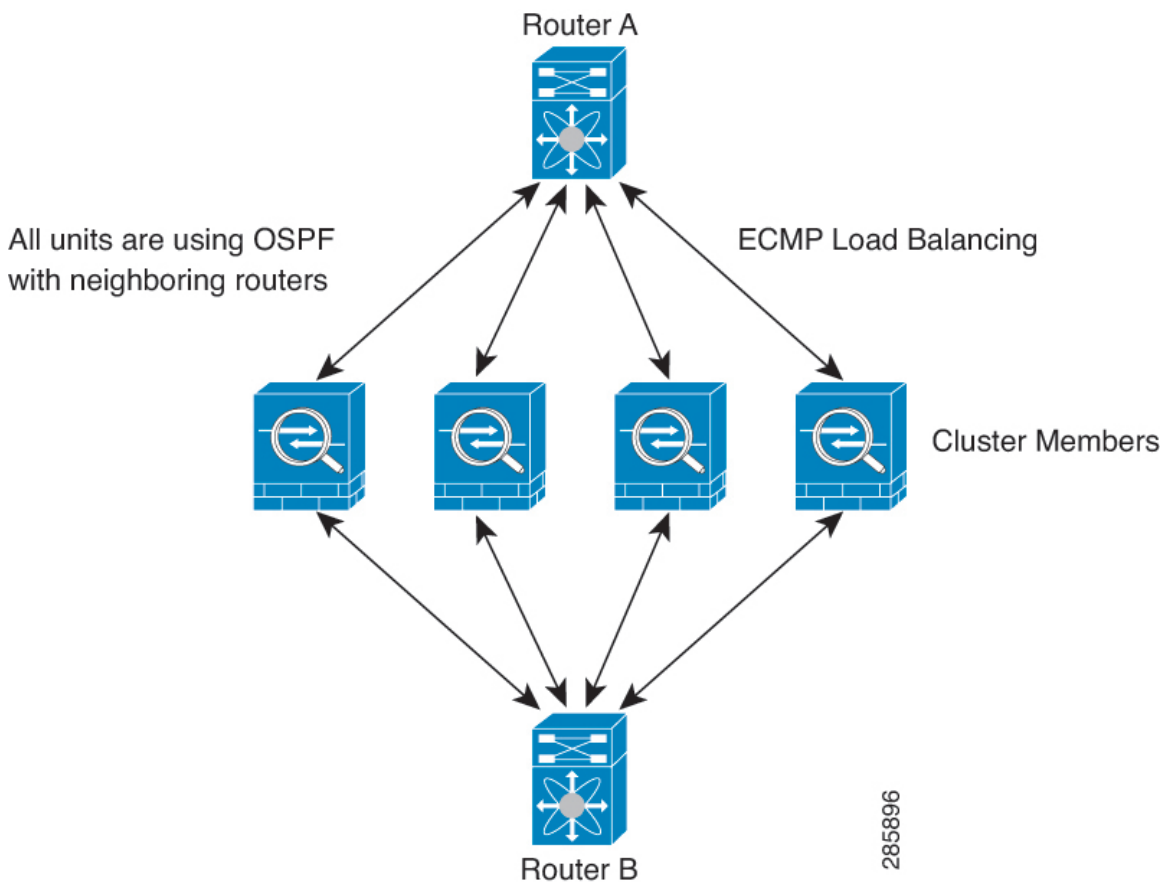 Router A
All units are using OSPF
with neighboring routers
ECMP Load Balancing
Cluster Members
285896
Router B